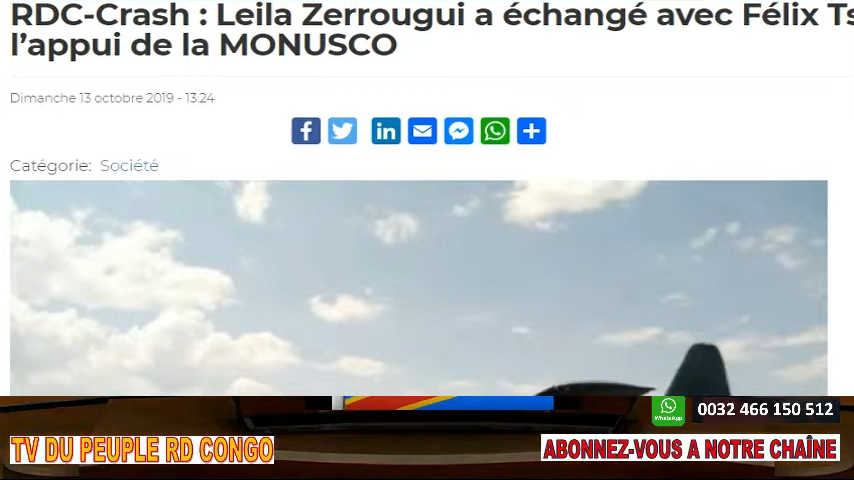 RDC-Crash : Leila Zerrougui a échangé avec Félix Ts
l'appui de la MONUSCO
Dimanche 13 octobre 2019 - 13:24
Catégorie: Société
WhatsApp
0032 466 150 512
TV DU PEUPLE RD CONGO
ABONNEZ-VOUS A NOTRE CHAÎNE